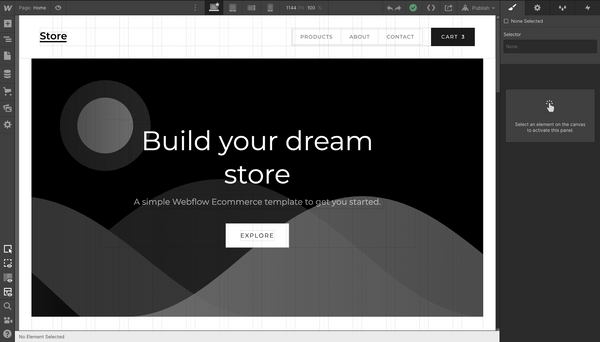 Page: Home
1144 PX 100 %
Publish
None Selected
Selector
None
Select an element on the canvas
to activate this panel.
Store
PRODUCTS
ABOUT
CONTACT
CART 3
Build your dream
store
A simple Webflow Ecommerce template to get you started.
EXPLORE
No Element Selected